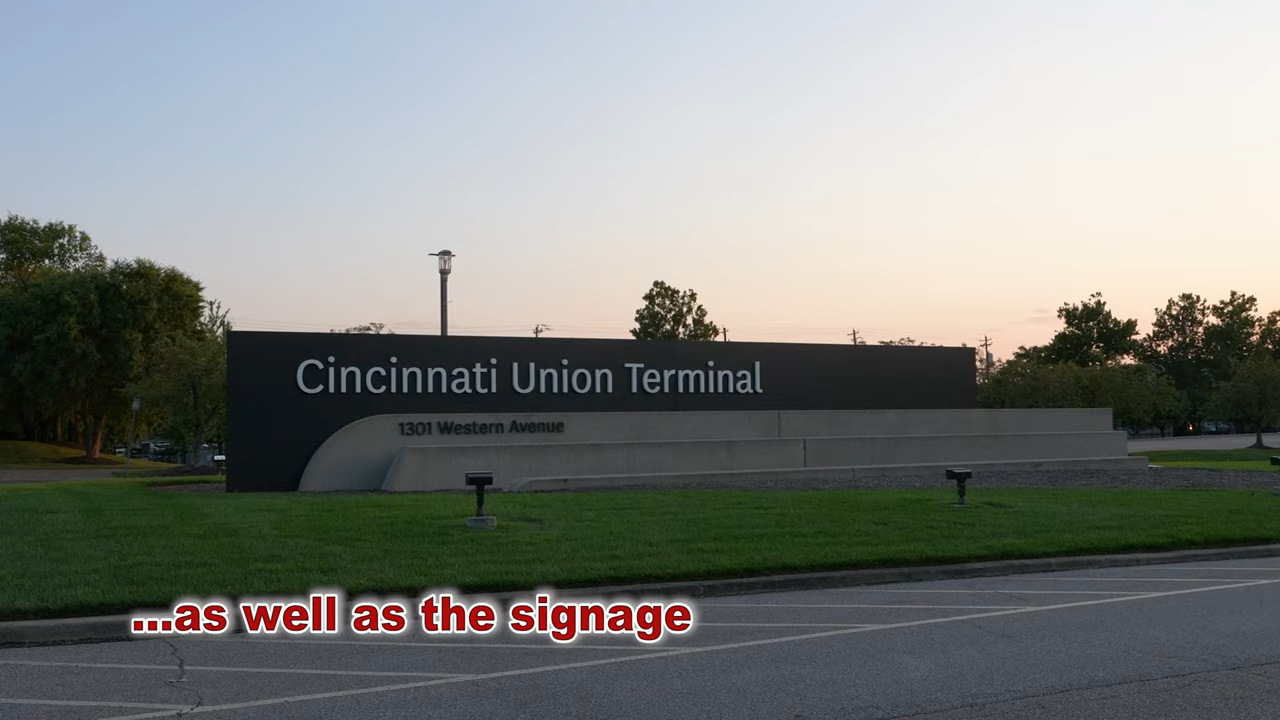 Cincinnati Union Terminal
1301 Western Avenue
...as well as the signage